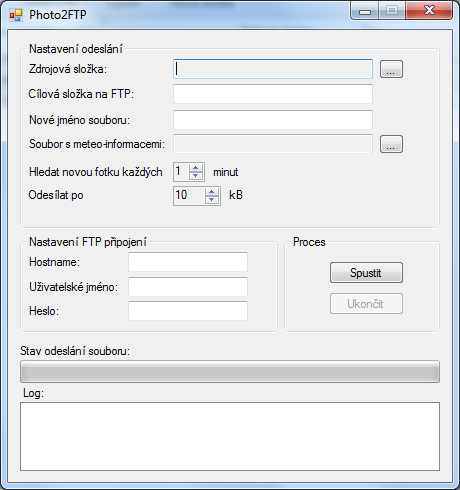 Photo2FTP
Nastavení odeslání
Zdrojová složka:
...
Cílová složka na FTP:
Nové jméno souboru:
Soubor s meteo-informacemi:
...
Hledat novou fotku každých 1 minut
Odesílat po 10 kB
Nastavení FTP připojení
Hostname:
Uživatelské jméno:
Heslo:
Proces
Spustit
Ukončit
Stav odeslání souboru:
Log: